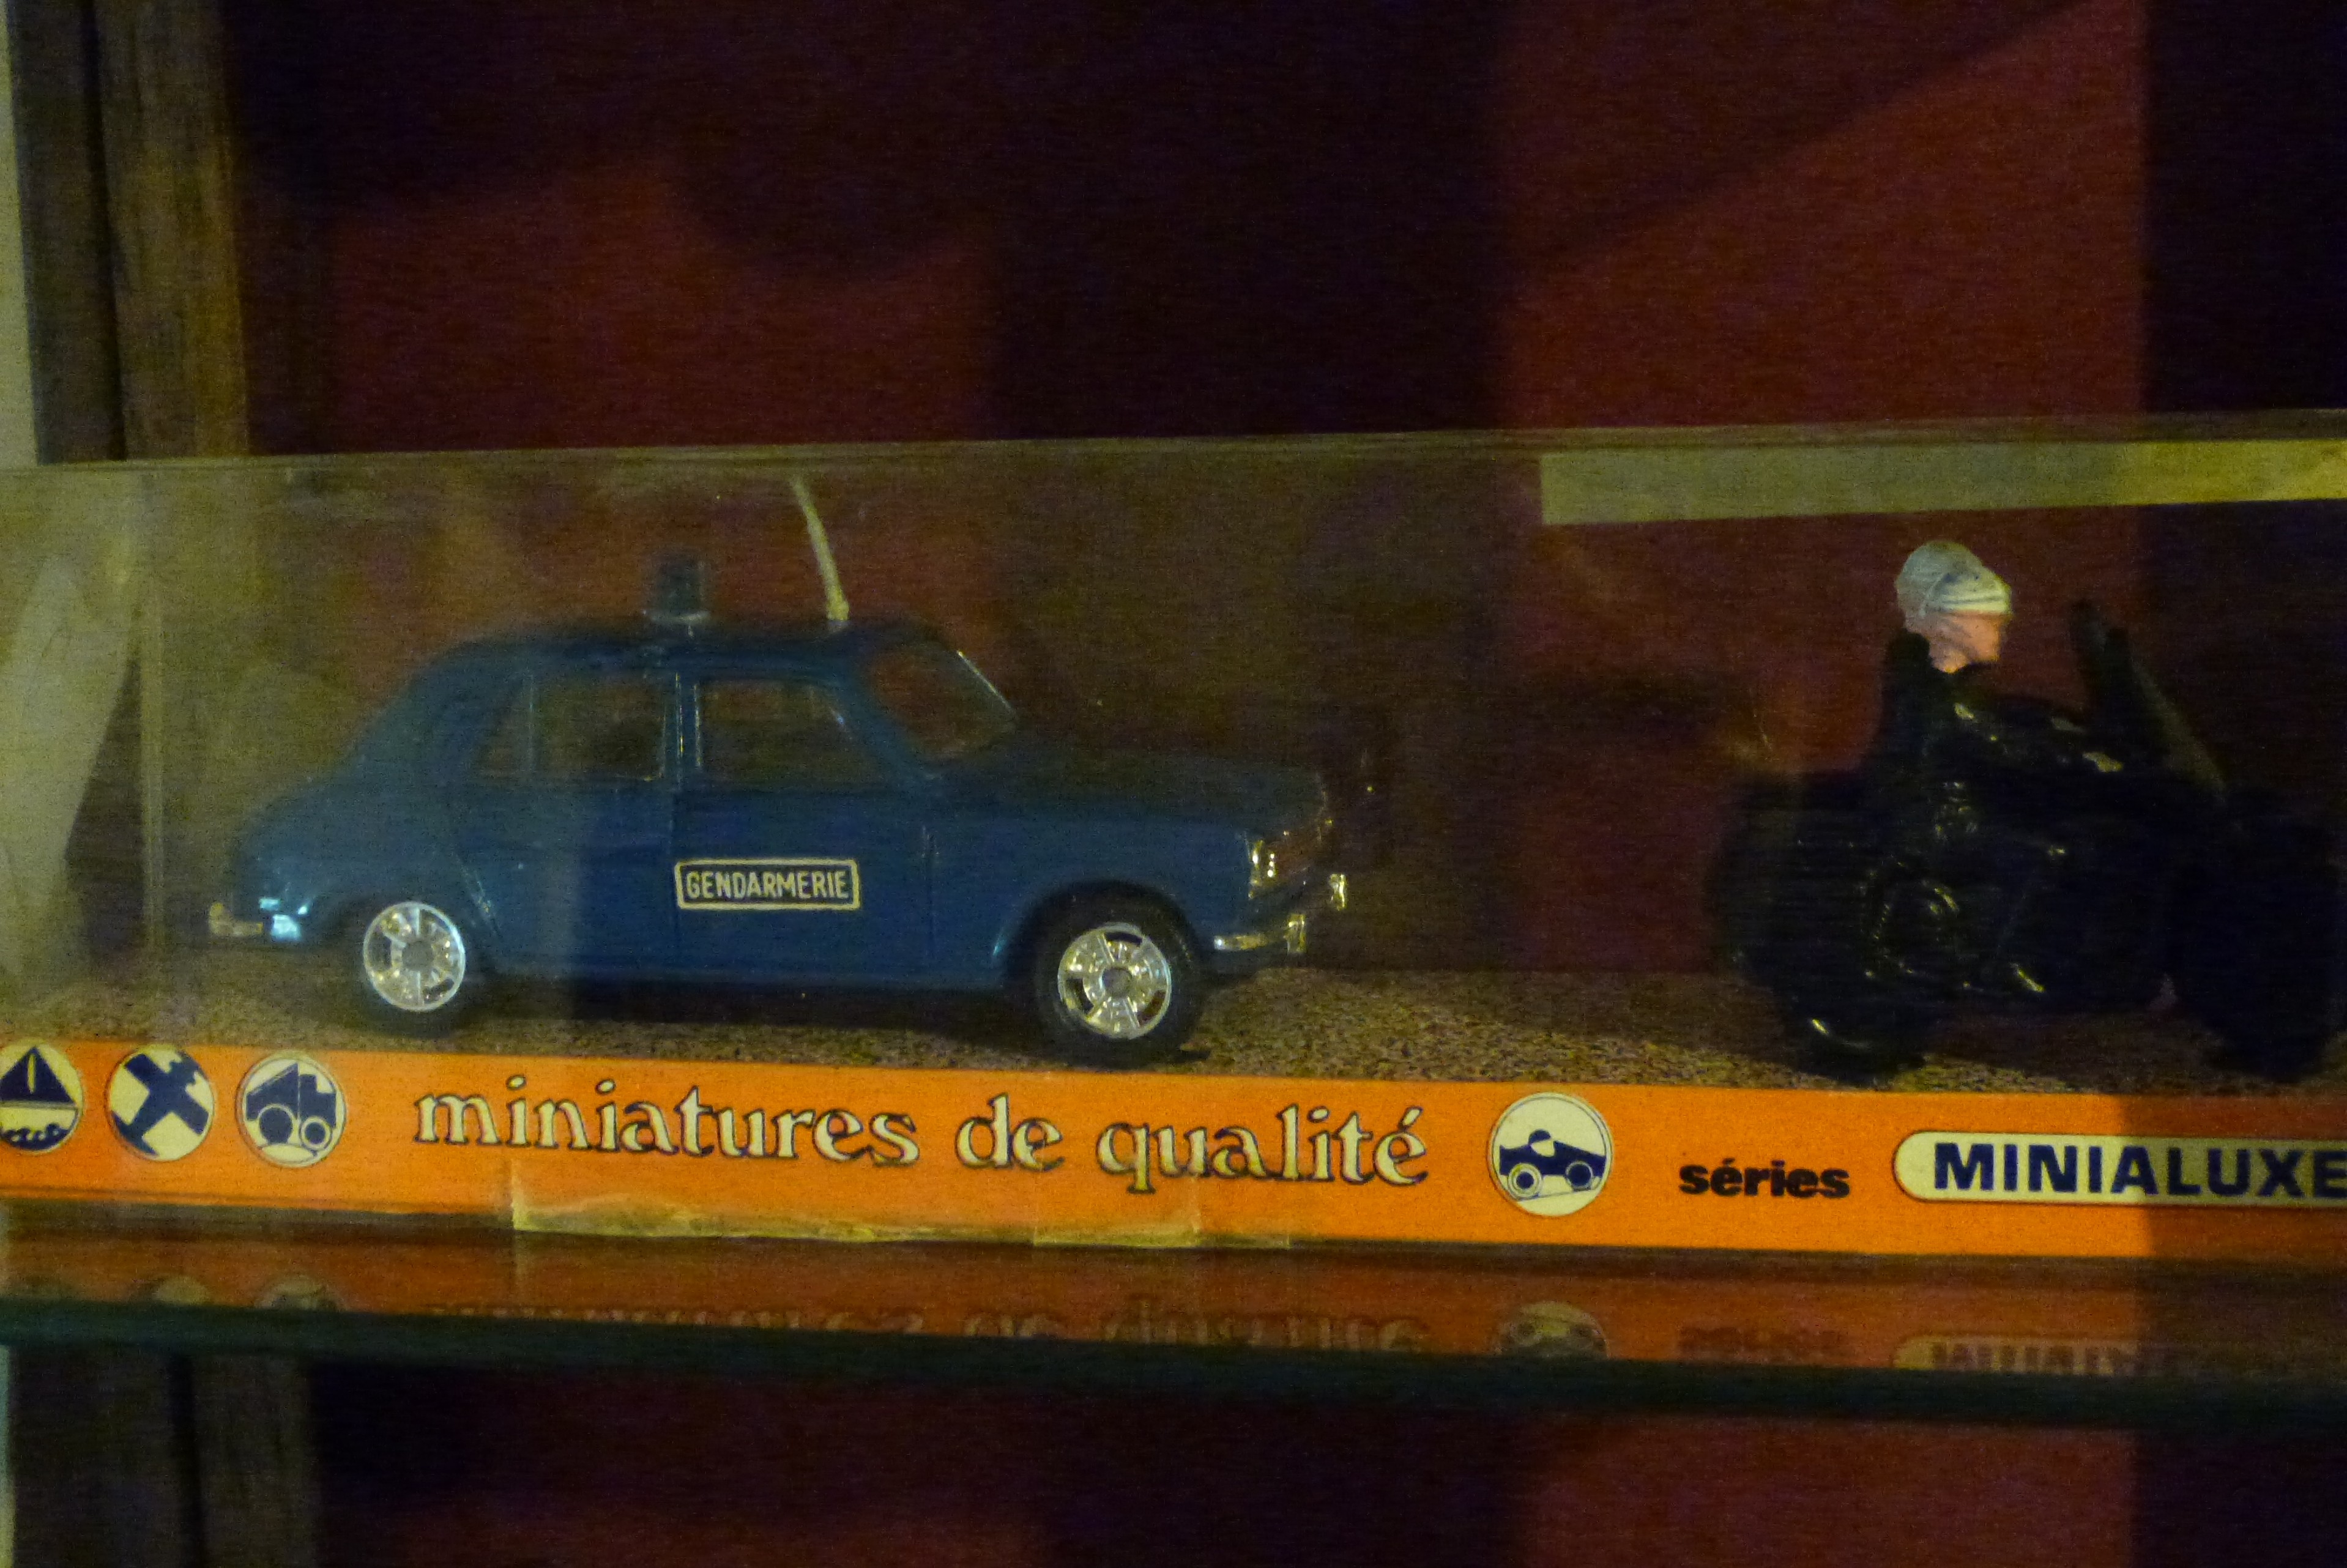 GENDARMERIE
miniatures de qualité
séries MINIALUXE